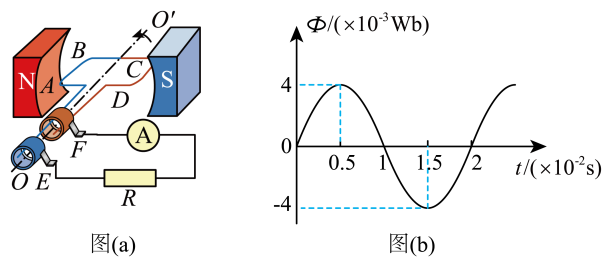 O′
B
N
A
C
S
D
F
A
O
E
R
图(a)
Φ/(×10⁻³Wb)
4
0
0.5
1
1.5
2
t/(×10⁻²s)
-4
图(b)